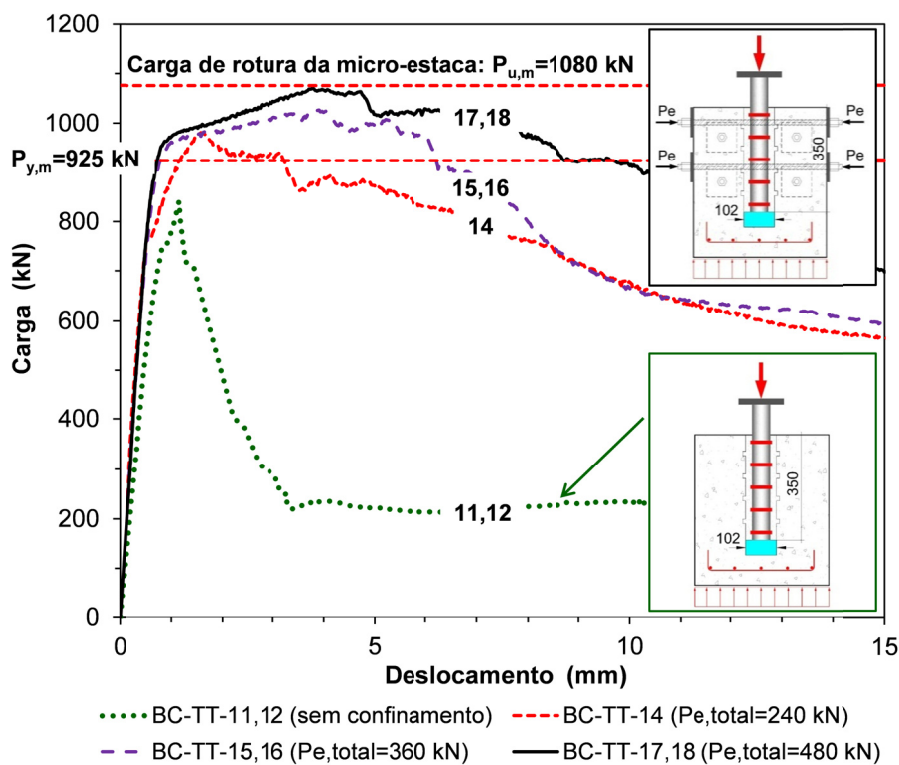 1200
1000
800
600
400
200
0
Carga (kN)
Carga de rotura da micro-estaca: Pu,m=1080 kN
Py,m=925 kN
17,18
15,16
14
11,12
Pe
Pe
Pe
Pe
350
102
350
102
0
5
10
15
Deslocamento (mm)
BC-TT-11,12 (sem confinamento)
BC-TT-14 (Pe,total=240 kN)
BC-TT-15,16 (Pe,total=360 kN)
BC-TT-17,18 (Pe,total=480 kN)